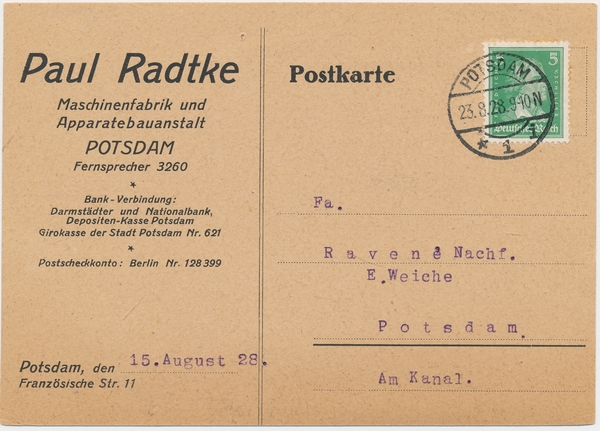 Paul Radtke
Maschinenfabrik und
Apparatebauanstalt
POTSDAM
Fernsprecher 3260
*
Bank-Verbindung:
Darmstädter und Nationalbank,
Depositen-Kasse Potsdam
Girokasse der Stadt Potsdam Nr. 621
*
Postscheckkonto: Berlin Nr. 128399
Potsdam, den 15.August 28.
Französische Str. 11
Postkarte
POTSDAM
23.8.28.9-10N
* 1
5
Deutsches Reich
Fa.
Ravené Nachf.
E.Weiche
Potsdam.
Am Kanal.